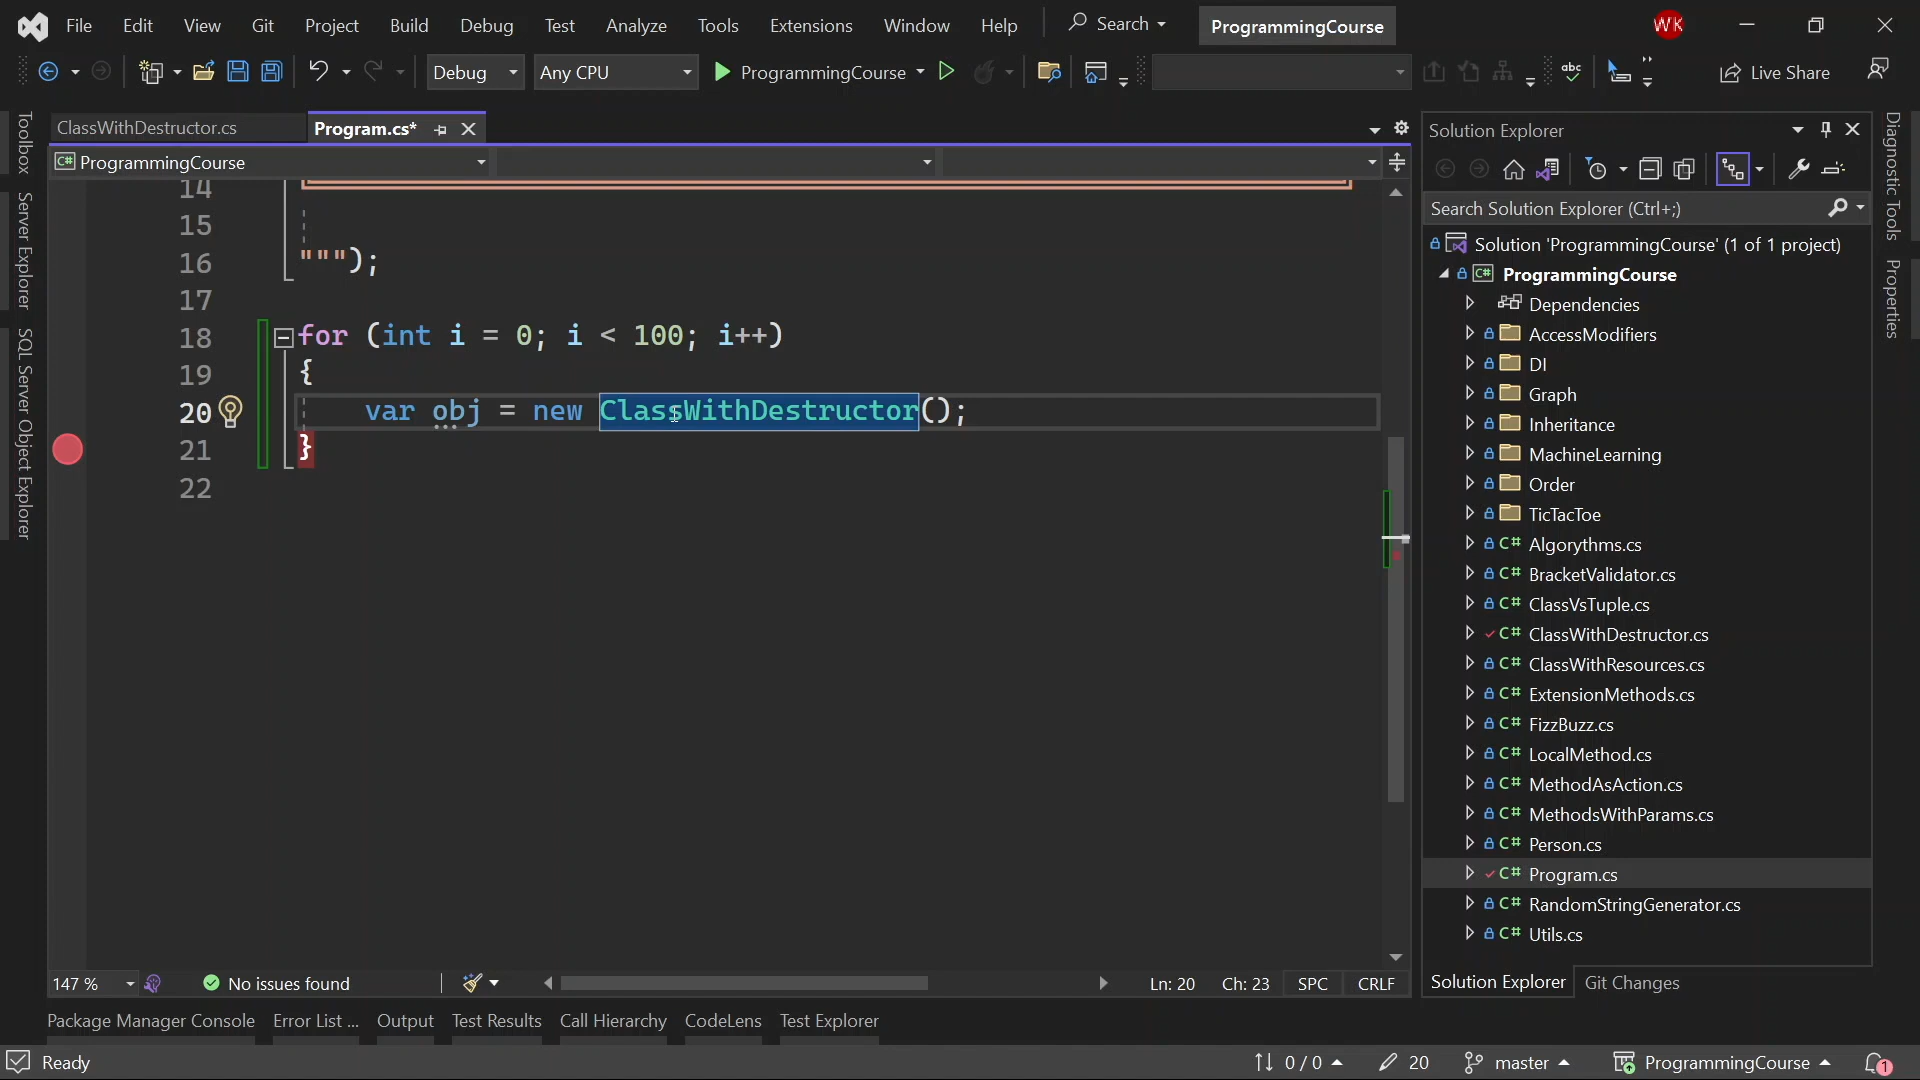 File Edit View Git Project Build Debug Test Analyze Tools Extensions Window Help Search ProgrammingCourse WK
Debug Any CPU ProgrammingCourse abc Live Share
ClassWithDestructor.cs Program.cs*
C# ProgrammingCourse
14
15
16 """);
17
18 for (int i = 0; i < 100; i++)
19 {
20 var obj = new ClassWithDestructor();
21 }
22
147 % No issues found Ln: 20 Ch: 23 SPC CRLF
Package Manager Console Error List ... Output Test Results Call Hierarchy CodeLens Test Explorer
Ready 0 / 0 20 master ProgrammingCourse 1
Toolbox
Server Explorer
SQL Server Object Explorer
Solution Explorer
Search Solution Explorer (Ctrl+;)
Solution 'ProgrammingCourse' (1 of 1 project)
C# ProgrammingCourse
Dependencies
AccessModifiers
DI
Graph
Inheritance
MachineLearning
Order
TicTacToe
C# Algorythms.cs
C# BracketValidator.cs
C# ClassVsTuple.cs
C# ClassWithDestructor.cs
C# ClassWithResources.cs
C# ExtensionMethods.cs
C# FizzBuzz.cs
C# LocalMethod.cs
C# MethodAsAction.cs
C# MethodsWithParams.cs
C# Person.cs
C# Program.cs
C# RandomStringGenerator.cs
C# Utils.cs
Solution Explorer Git Changes
Diagnostic Tools
Properties